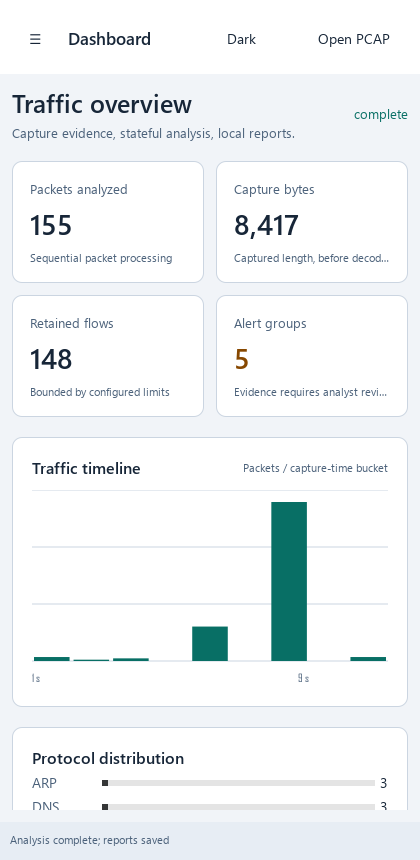 ☰ Dashboard Dark Open PCAP
Traffic overview
complete
Capture evidence, stateful analysis, local reports.
Packets analyzed
155
Sequential packet processing
Capture bytes
8,417
Captured length, before decod...
Retained flows
148
Bounded by configured limits
Alert groups
5
Evidence requires analyst revi...
Traffic timeline
Packets / capture-time bucket
1s 9s
Protocol distribution
ARP 3
DNS 3
Analysis complete; reports saved